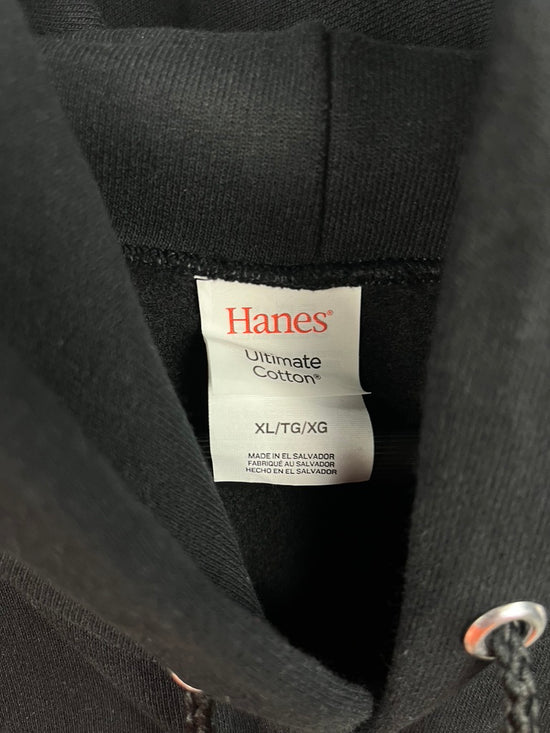 Hanes®
Ultimate
Cotton®
XL/TG/XG
MADE IN EL SALVADOR
FABRIQUÉ AU SALVADOR
HECHO EN EL SALVADOR